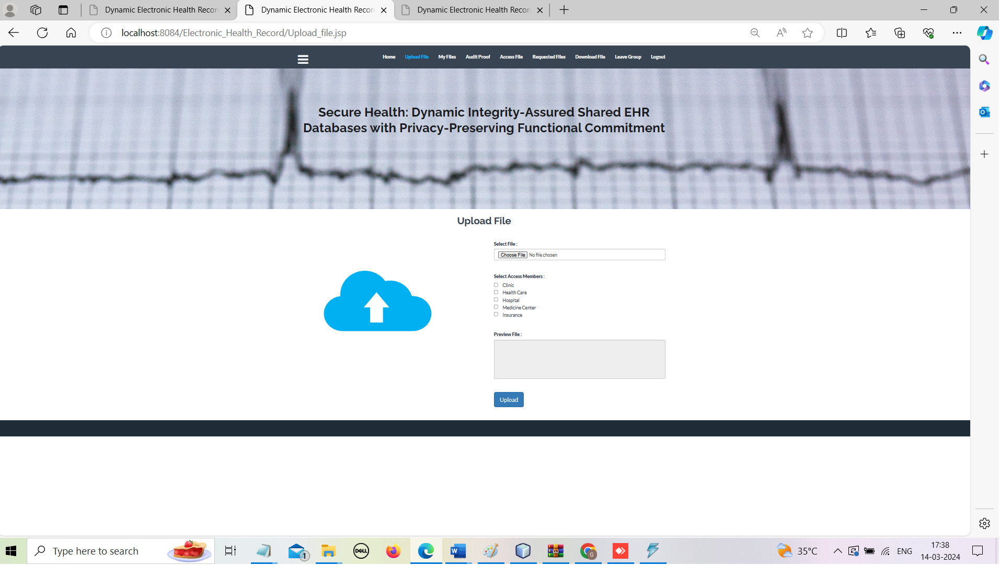 Dynamic Electronic Health Recor
Dynamic Electronic Health Recor
Dynamic Electronic Health Recor
localhost:8084/Electronic_Health_Record/Upload_file.jsp
Home Upload File My Files Audit Proof Access File Requested Files Download File Leave Group Logout
Secure Health: Dynamic Integrity-Assured Shared EHR
Databases with Privacy-Preserving Functional Commitment
Upload File
Select File :
Choose File No file chosen
Select Access Members :
Clinic
Health Care
Hospital
Medicine Center
Insurance
Preview File :
Upload
Type here to search
1
DELL
W
G
35°C
ENG
17:38
14-03-2024